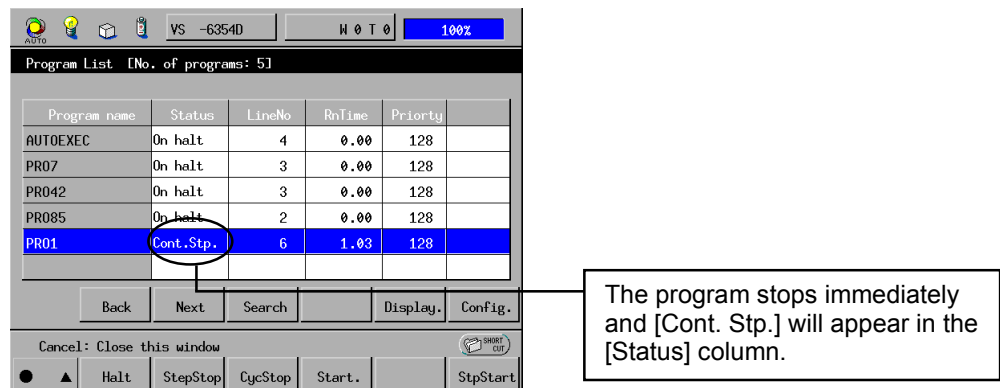 AUTO VS -6354D W 0 T 0 100%
Program List [No. of programs: 5]
Program name Status LineNo RnTime Priorty
AUTOEXEC On halt 4 0.00 128
PRO7 On halt 3 0.00 128
PRO42 On halt 3 0.00 128
PRO85 On halt 2 0.00 128
PRO1 Cont.Stp. 6 1.03 128
Back Next Search Display. Config.
Cancel: Close this window SHORT CUT
Halt StepStop CycStop Start. StpStart
The program stops immediately
and [Cont. Stp.] will appear in the
[Status] column.